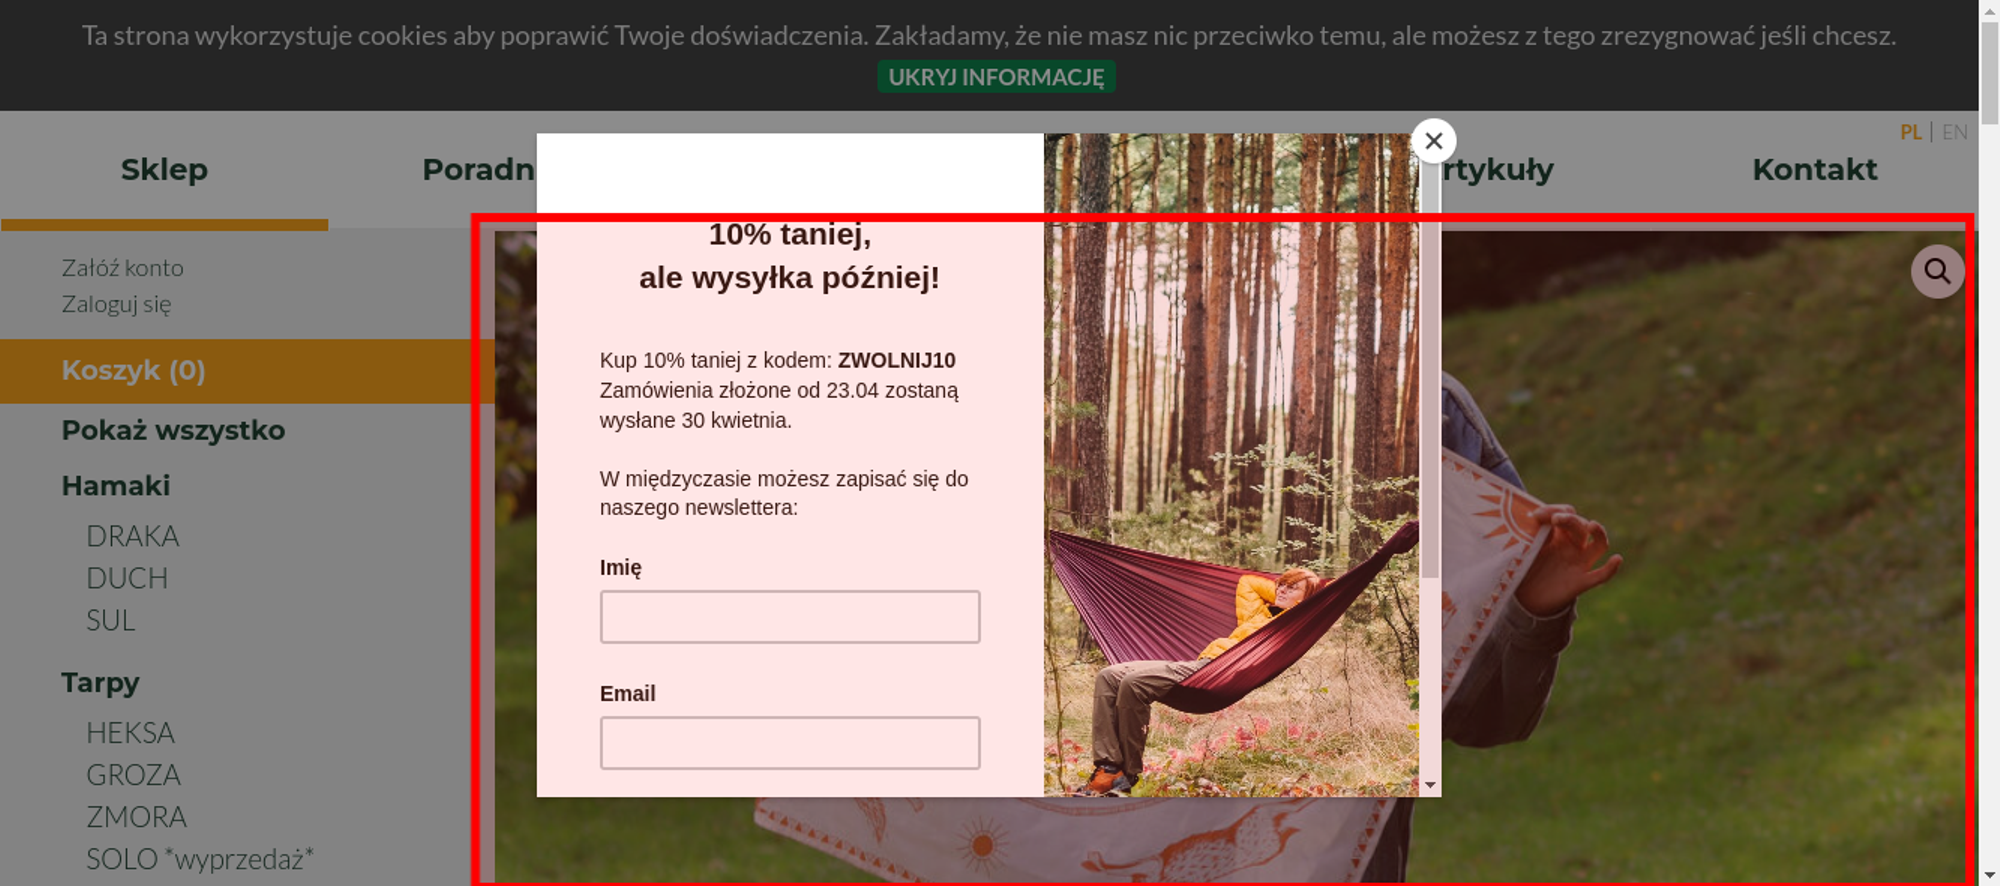 Ta strona wykorzystuje cookies aby poprawić Twoje doświadczenia. Zakładamy, że nie masz nic przeciwko temu, ale możesz z tego zrezygnować jeśli chcesz.
UKRYJ INFORMACJĘ
PL | EN
Sklep
Poradn
rtykuły
Kontakt
Załóż konto
Zaloguj się
Koszyk (0)
Pokaż wszystko
Hamaki
DRAKA
DUCH
SUL
Tarpy
HEKSA
GROZA
ZMORA
SOLO *wyprzedaż*
10% taniej,
ale wysyłka później!
Kup 10% taniej z kodem: ZWOLNIJ10
Zamówienia złożone od 23.04 zostaną
wysłane 30 kwietnia.
W międzyczasie możesz zapisać się do
naszego newslettera:
Imię
Email